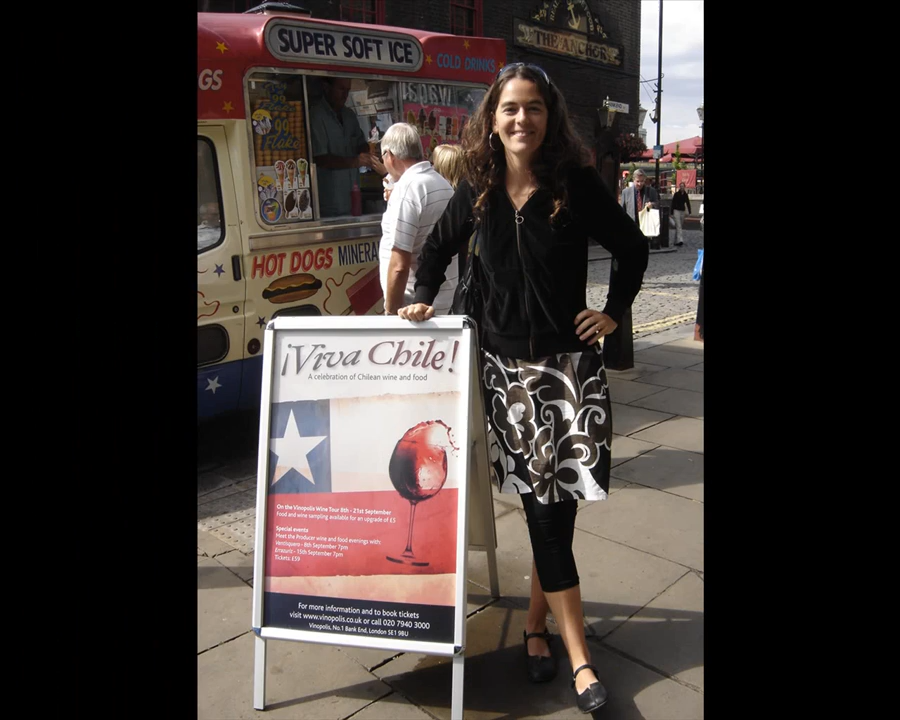 SUPER SOFT ICE
COLD DRINKS
GS
THE ANCHOR
99
Flake
HOT DOGS MINERA
¡Viva Chile!
A celebration of Chilean wine and food
On the Vinopolis Wine Tour 8th - 21st September
Food and wine sampling available for an upgrade of £5
Special events
Meet the Producer wine and food evenings with:
Ventisquero - 8th September 7pm
Errazuriz - 15th September 7pm
Tickets £59
For more information and to book tickets
visit www.vinopolis.co.uk or call 020 7940 3000
Vinopolis, No.1 Bank End, London SE1 9BU